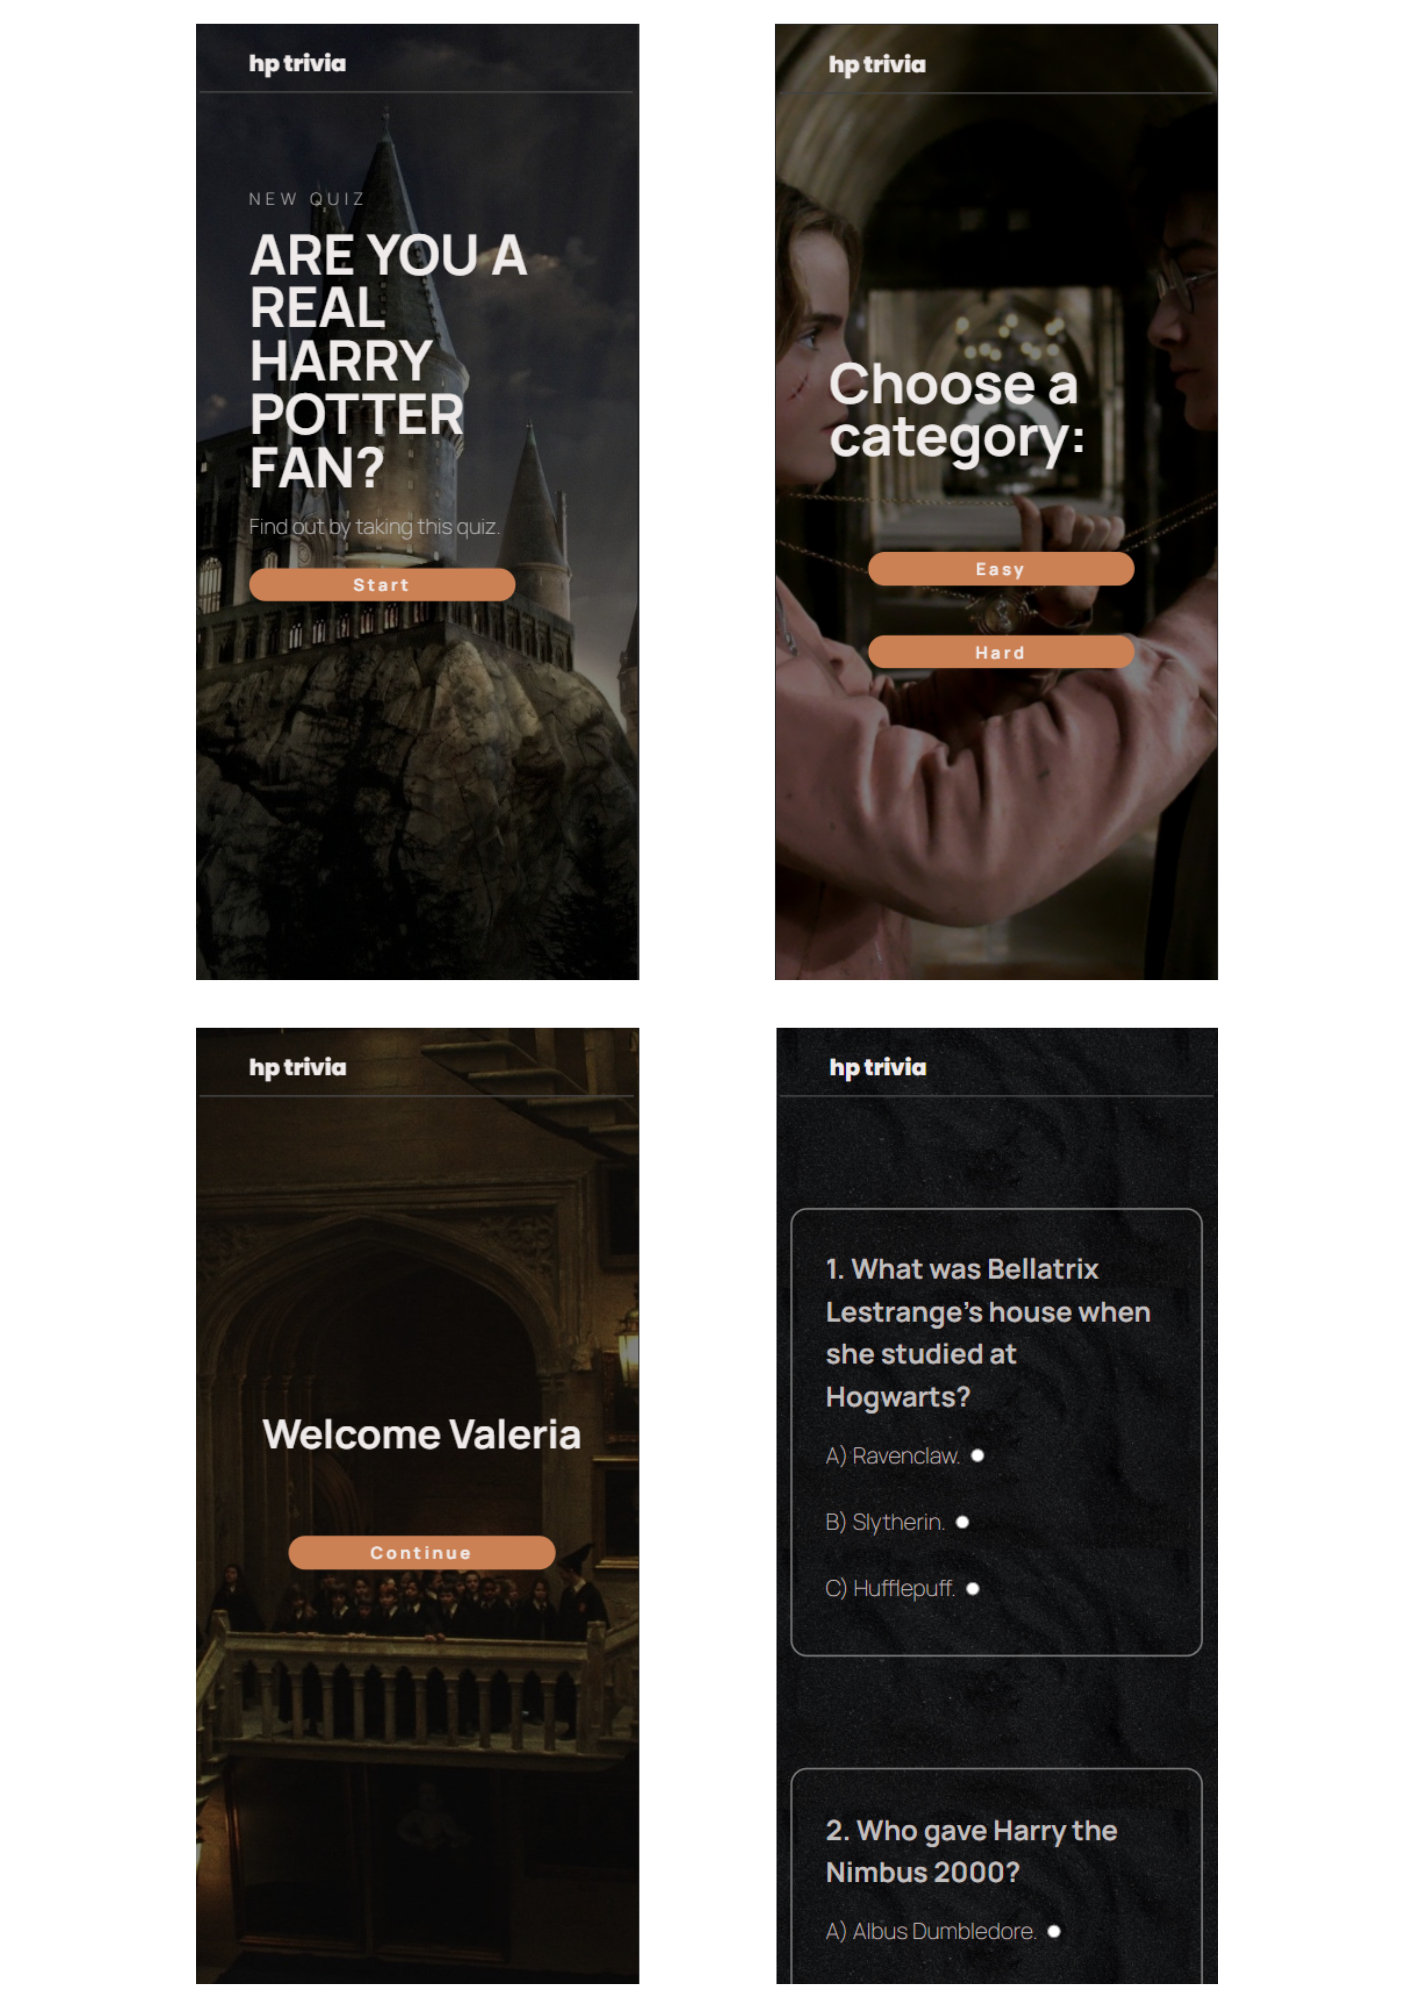 hp trivia
NEW QUIZ
ARE YOU A
REAL
HARRY
POTTER
FAN?
Find out by taking this quiz.
Start
hp trivia
Choose a
category:
Easy
Hard
hp trivia
Welcome Valeria
Continue
hp trivia
1. What was Bellatrix
Lestrange's house when
she studied at
Hogwarts?
A) Ravenclaw.
B) Slytherin.
C) Hufflepuff.
2. Who gave Harry the
Nimbus 2000?
A) Albus Dumbledore.